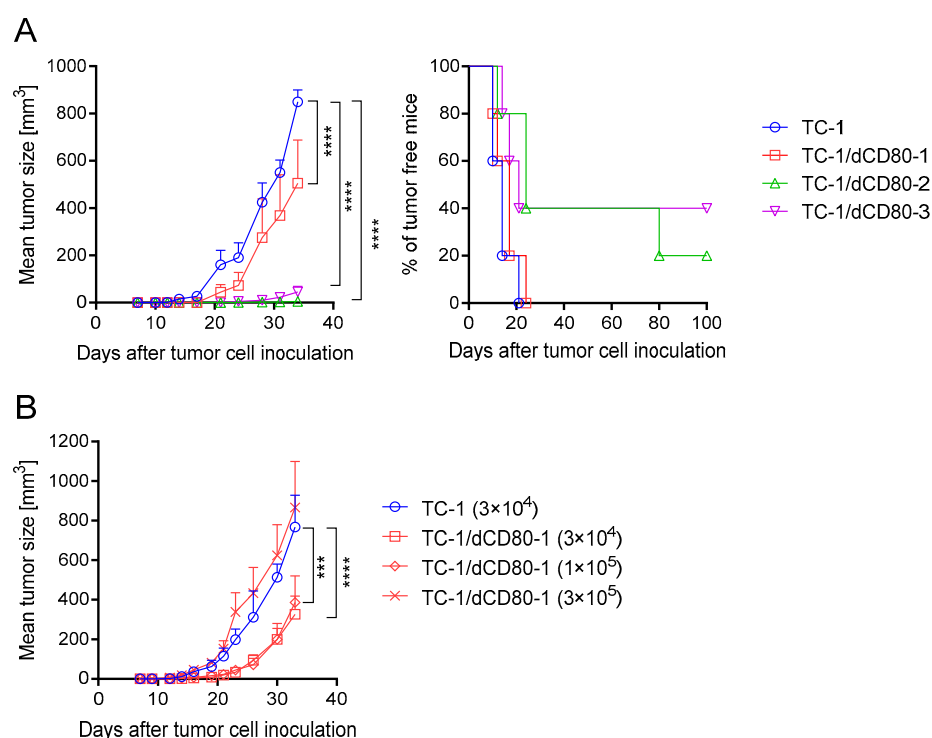 A
Mean tumor size [mm³]
1000
800
600
400
200
0
0 10 20 30 40
Days after tumor cell inoculation
****
****
****
% of tumor free mice
100
80
60
40
20
0
0 20 40 60 80 100
Days after tumor cell inoculation
TC-1
TC-1/dCD80-1
TC-1/dCD80-2
TC-1/dCD80-3
B
Mean tumor size [mm³]
1200
1000
800
600
400
200
0
0 10 20 30 40
Days after tumor cell inoculation
***
****
TC-1 (3×10⁴)
TC-1/dCD80-1 (3×10⁴)
TC-1/dCD80-1 (1×10⁵)
TC-1/dCD80-1 (3×10⁵)